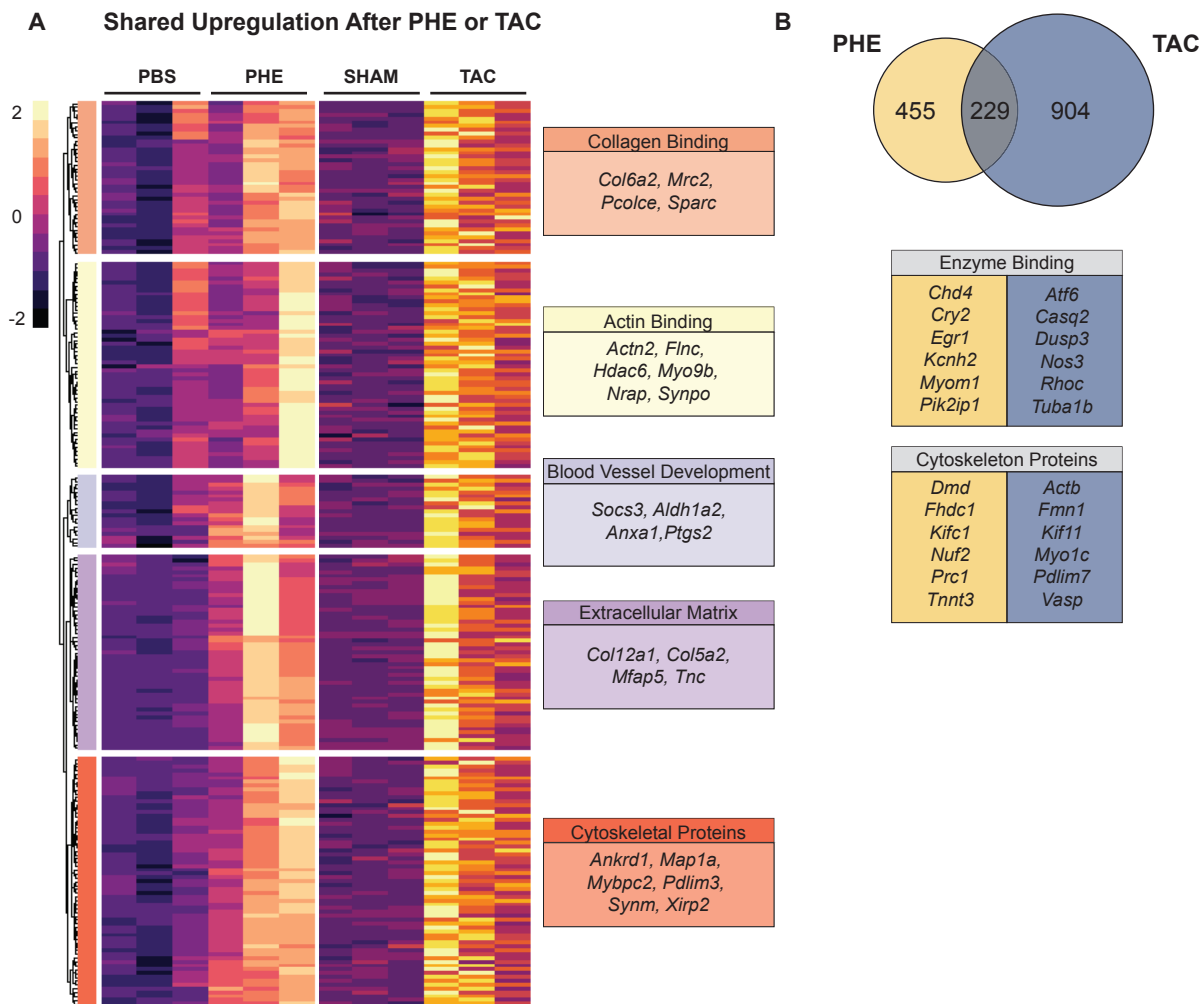 A
Shared Upregulation After PHE or TAC
PBS
PHE
SHAM
TAC
2
0
-2
Collagen Binding
Col6a2, Mrc2,
Pcolce, Sparc
Actin Binding
Actn2, Flnc,
Hdac6, Myo9b,
Nrap, Synpo
Blood Vessel Development
Socs3, Aldh1a2,
Anxa1,Ptgs2
Extracellular Matrix
Col12a1, Col5a2,
Mfap5, Tnc
Cytoskeletal Proteins
Ankrd1, Map1a,
Mybpc2, Pdlim3,
Synm, Xirp2
B
PHE
TAC
455
229
904
Enzyme Binding
Chd4
Cry2
Egr1
Kcnh2
Myom1
Pik2ip1
Atf6
Casq2
Dusp3
Nos3
Rhoc
Tuba1b
Cytoskeleton Proteins
Dmd
Fhdc1
Kifc1
Nuf2
Prc1
Tnnt3
Actb
Fmn1
Kif11
Myo1c
Pdlim7
Vasp